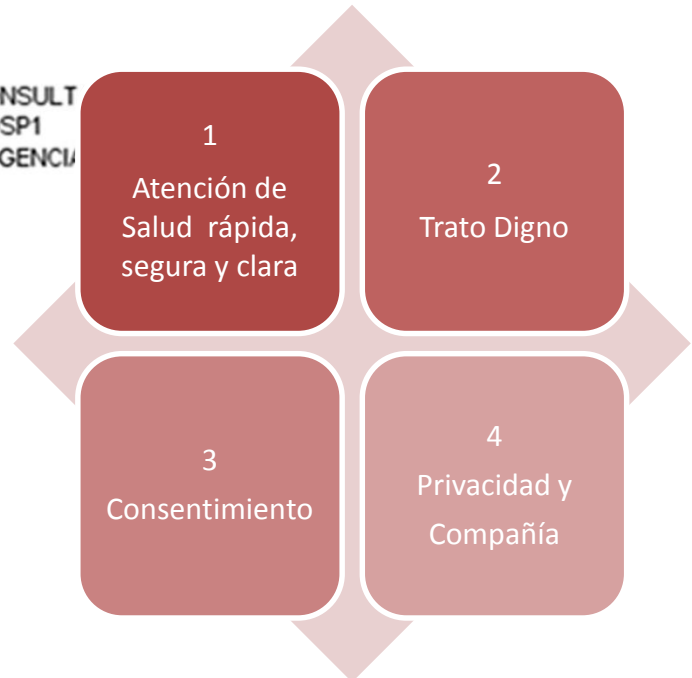 1
Atención de
Salud rápida,
segura y clara
2
Trato Digno
3
Consentimiento
4
Privacidad y
Compañía